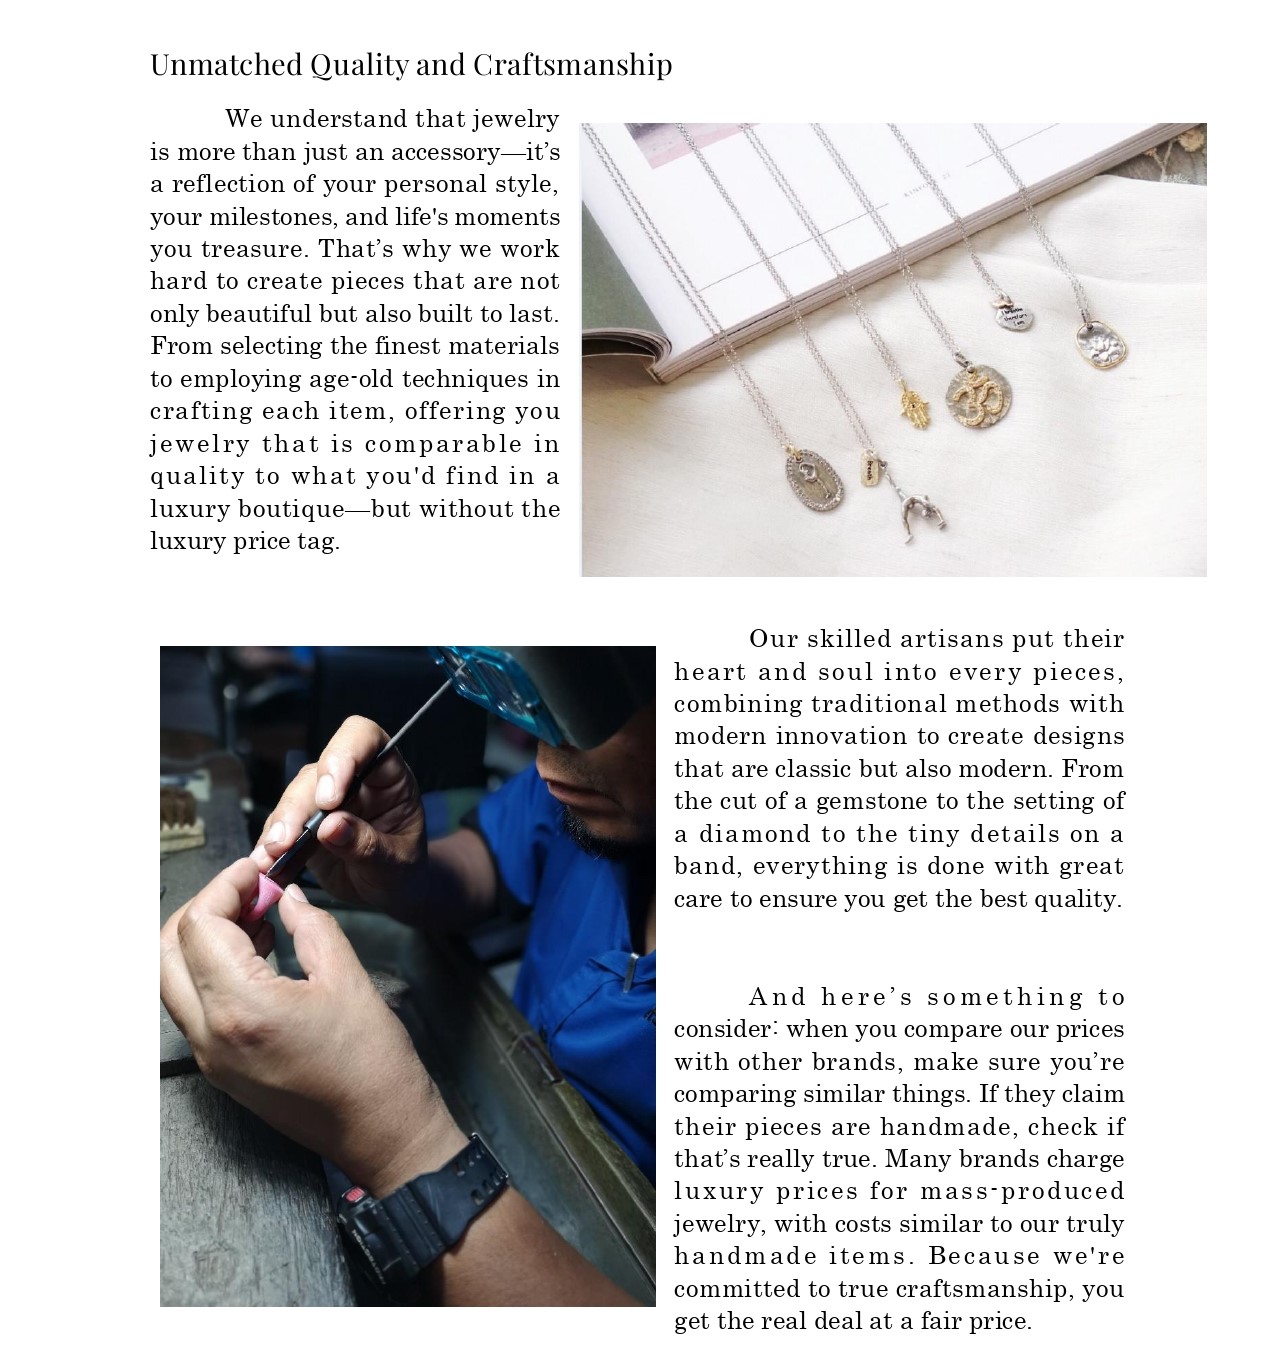 Unmatched Quality and Craftsmanship
We understand that jewelry
is more than just an accessory—it’s
a reflection of your personal style,
your milestones, and life's moments
you treasure. That’s why we work
hard to create pieces that are not
only beautiful but also built to last.
From selecting the finest materials
to employing age-old techniques in
crafting each item, offering you
jewelry that is comparable in
quality to what you'd find in a
luxury boutique—but without the
luxury price tag.
Our skilled artisans put their
heart and soul into every pieces,
combining traditional methods with
modern innovation to create designs
that are classic but also modern. From
the cut of a gemstone to the setting of
a diamond to the tiny details on a
band, everything is done with great
care to ensure you get the best quality.
And here’s something to
consider: when you compare our prices
with other brands, make sure you’re
comparing similar things. If they claim
their pieces are handmade, check if
that’s really true. Many brands charge
luxury prices for mass-produced
jewelry, with costs similar to our truly
handmade items. Because we're
committed to true craftsmanship, you
get the real deal at a fair price.